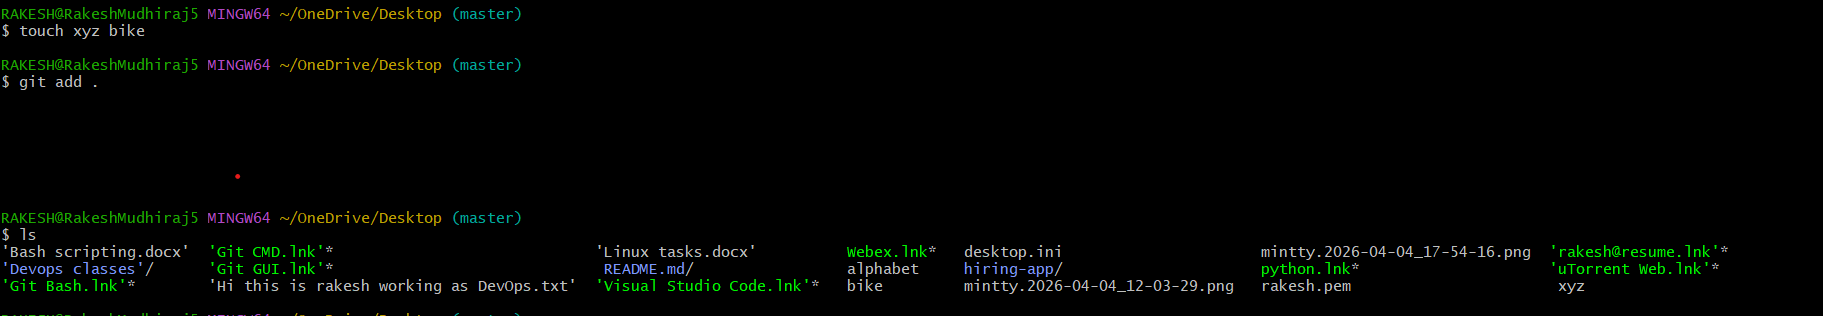 RAKESH@RakeshMudhiraj5 MINGW64 ~/OneDrive/Desktop (master)
$ touch xyz bike
RAKESH@RakeshMudhiraj5 MINGW64 ~/OneDrive/Desktop (master)
$ git add .
RAKESH@RakeshMudhiraj5 MINGW64 ~/OneDrive/Desktop (master)
$ ls
'Bash scripting.docx' 'Git CMD.lnk'* 'Linux tasks.docx' Webex.lnk* desktop.ini mintty.2026-04-04_17-54-16.png 'rakesh@resume.lnk'*
'Devops classes'/ 'Git GUI.lnk'* README.md/ alphabet hiring-app/ python.lnk* 'uTorrent Web.lnk'*
'Git Bash.lnk'* 'Hi this is rakesh working as DevOps.txt' 'Visual Studio Code.lnk'* bike mintty.2026-04-04_12-03-29.png rakesh.pem xyz